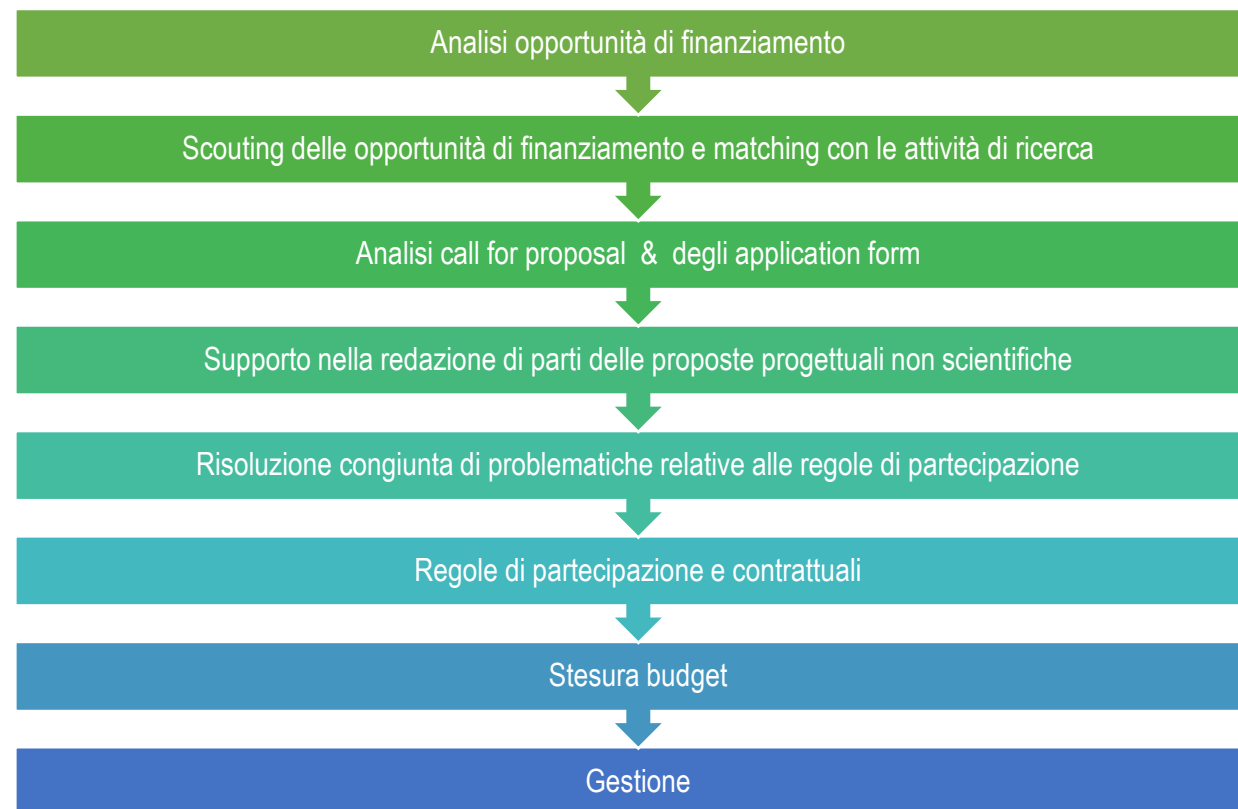 Analisi opportunità di finanziamento
Scouting delle opportunità di finanziamento e matching con le attività di ricerca
Analisi call for proposal & degli application form
Supporto nella redazione di parti delle proposte progettuali non scientifiche
Risoluzione congiunta di problematiche relative alle regole di partecipazione
Regole di partecipazione e contrattuali
Stesura budget
Gestione